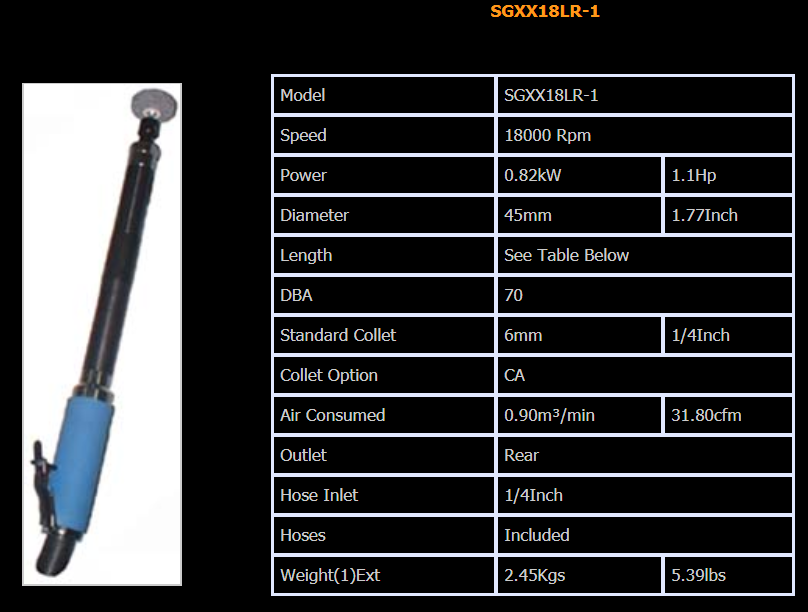 SGXX18LR-1
Model SGXX18LR-1
Speed 18000 Rpm
Power 0.82kW 1.1Hp
Diameter 45mm 1.77Inch
Length See Table Below
DBA 70
Standard Collet 6mm 1/4Inch
Collet Option CA
Air Consumed 0.90m³/min 31.80cfm
Outlet Rear
Hose Inlet 1/4Inch
Hoses Included
Weight(1)Ext 2.45Kgs 5.39lbs